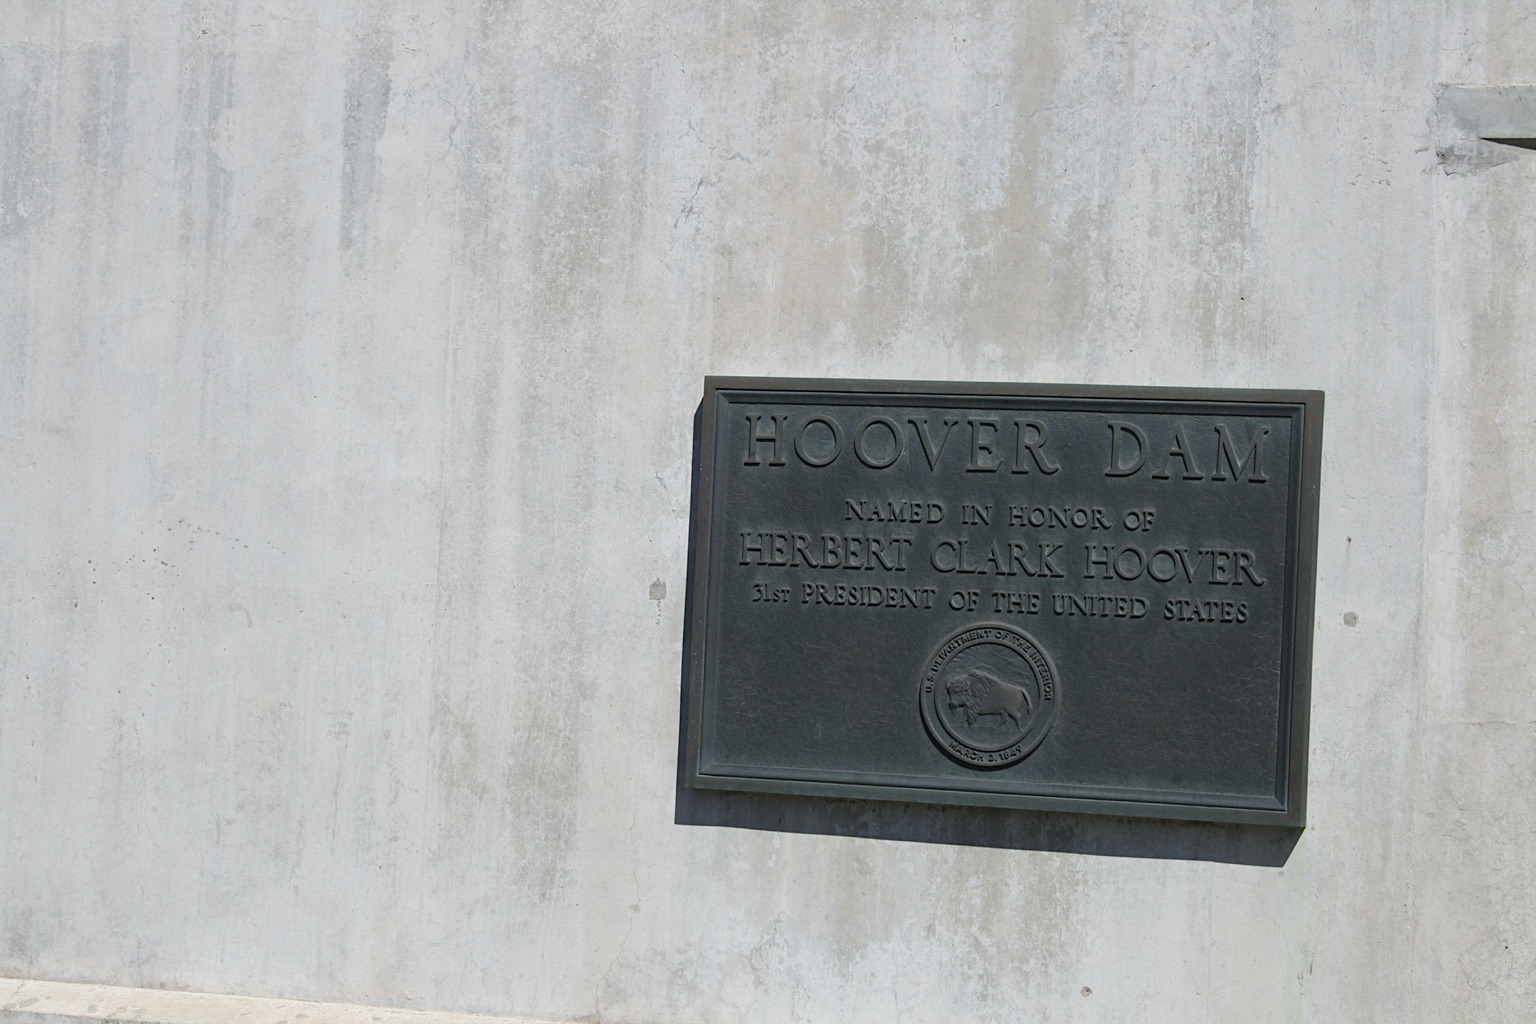 HOOVER DAM
NAMED IN HONOR OF
HERBERT CLARK HOOVER
31st PRESIDENT OF THE UNITED STATES
U.S. DEPARTMENT OF THE INTERIOR
MARCH 3, 1849